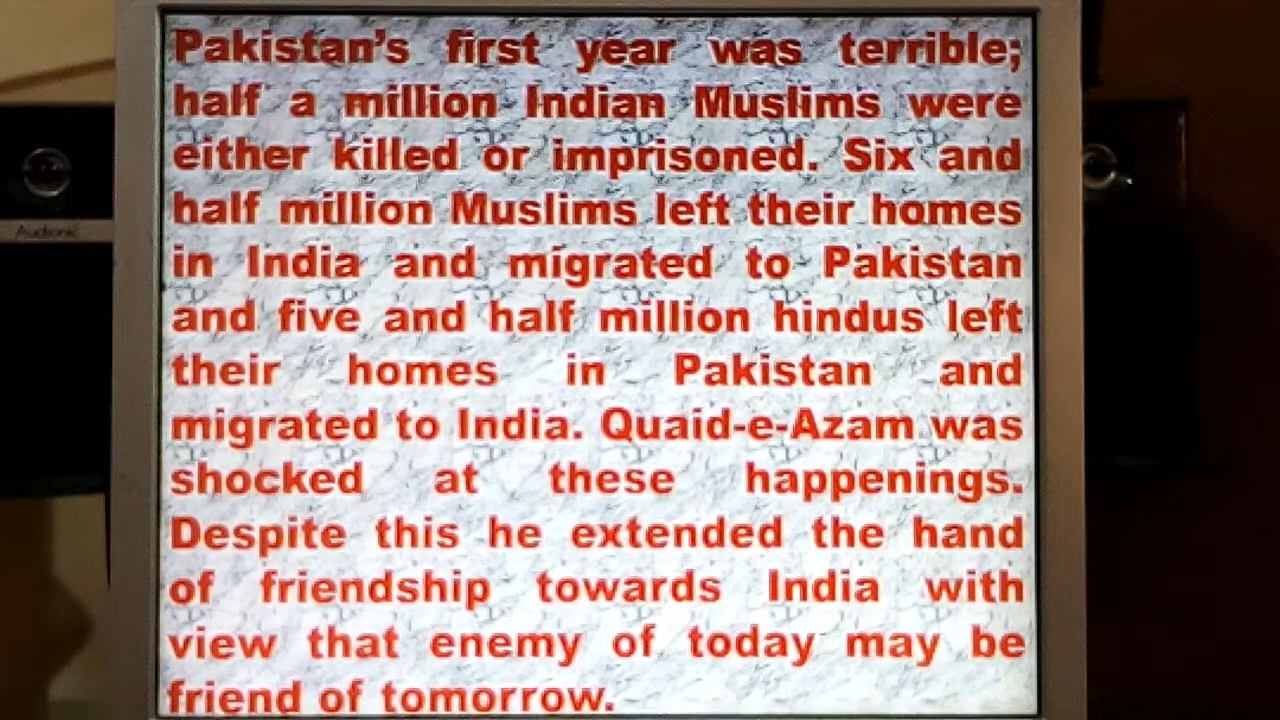 Pakistan's first year was terrible;
half a million Indian Muslims were
either killed or imprisoned. Six and
half million Muslims left their homes
in India and migrated to Pakistan
and five and half million hindus left
their homes in Pakistan and
migrated to India. Quaid-e-Azam was
shocked at these happenings.
Despite this he extended the hand
of friendship towards India with
view that enemy of today may be
friend of tomorrow.
Audionic